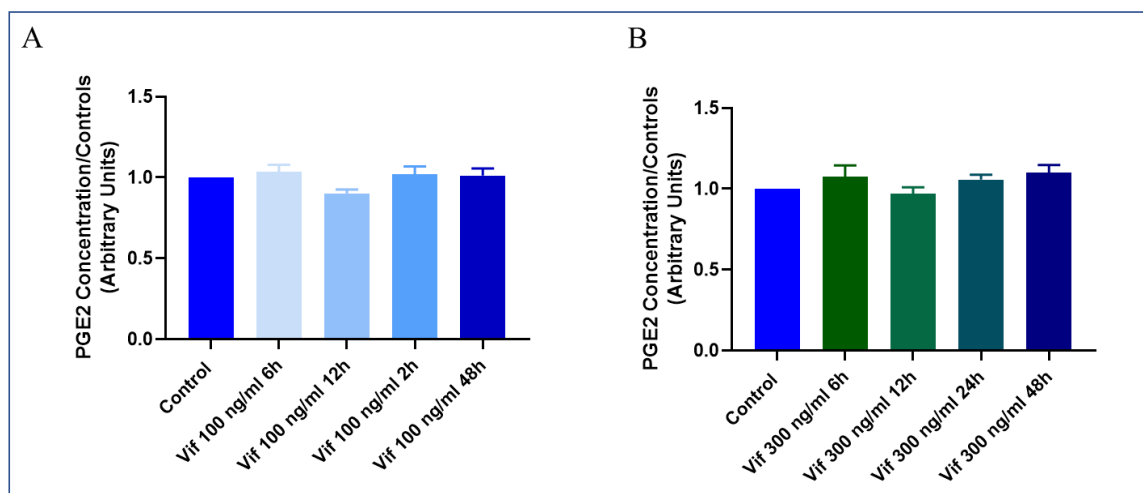 A
PGE2 Concentration/Controls
(Arbitrary Units)
1.5
1.0
0.5
0.0
Control
Vif 100 ng/ml 6h
Vif 100 ng/ml 12h
Vif 100 ng/ml 2h
Vif 100 ng/ml 48h
B
PGE2 Concentration/Controls
(Arbitrary Units)
1.5
1.0
0.5
0.0
Control
Vif 300 ng/ml 6h
Vif 300 ng/ml 12h
Vif 300 ng/ml 24h
Vif 300 ng/ml 48h